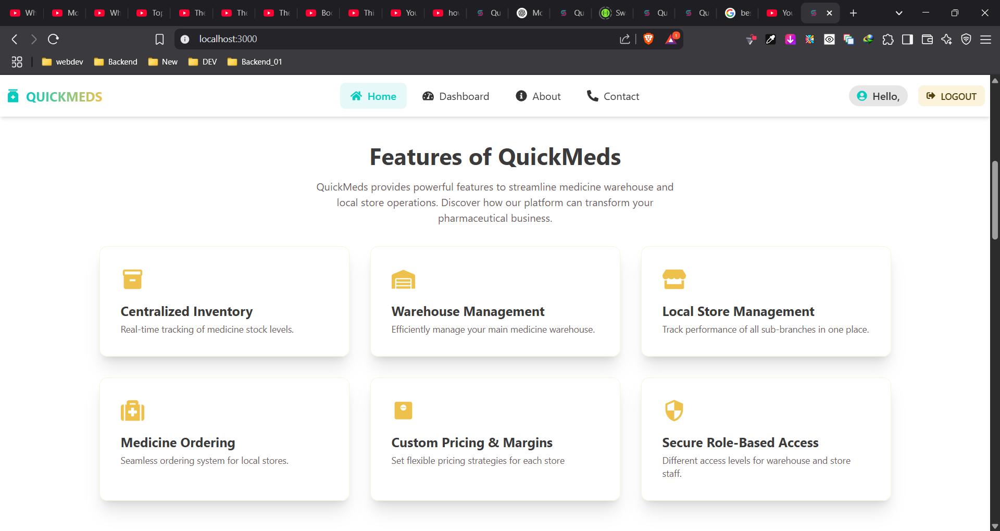 Wh
Mc
Wh
Top
The
The
The
Boo
Thi
You
hov
Qu
Mc
Qu
Sw
Qu
Qu
be
You
localhost:3000
1
webdev
Backend
New
DEV
Backend_01
QUICKMEDS
Home
Dashboard
About
Contact
Hello,
LOGOUT
Features of QuickMeds
QuickMeds provides powerful features to streamline medicine warehouse and
local store operations. Discover how our platform can transform your
pharmaceutical business.
Centralized Inventory
Real-time tracking of medicine stock levels.
Warehouse Management
Efficiently manage your main medicine warehouse.
Local Store Management
Track performance of all sub-branches in one place.
Medicine Ordering
Seamless ordering system for local stores.
Custom Pricing & Margins
Set flexible pricing strategies for each store
Secure Role-Based Access
Different access levels for warehouse and store
staff.